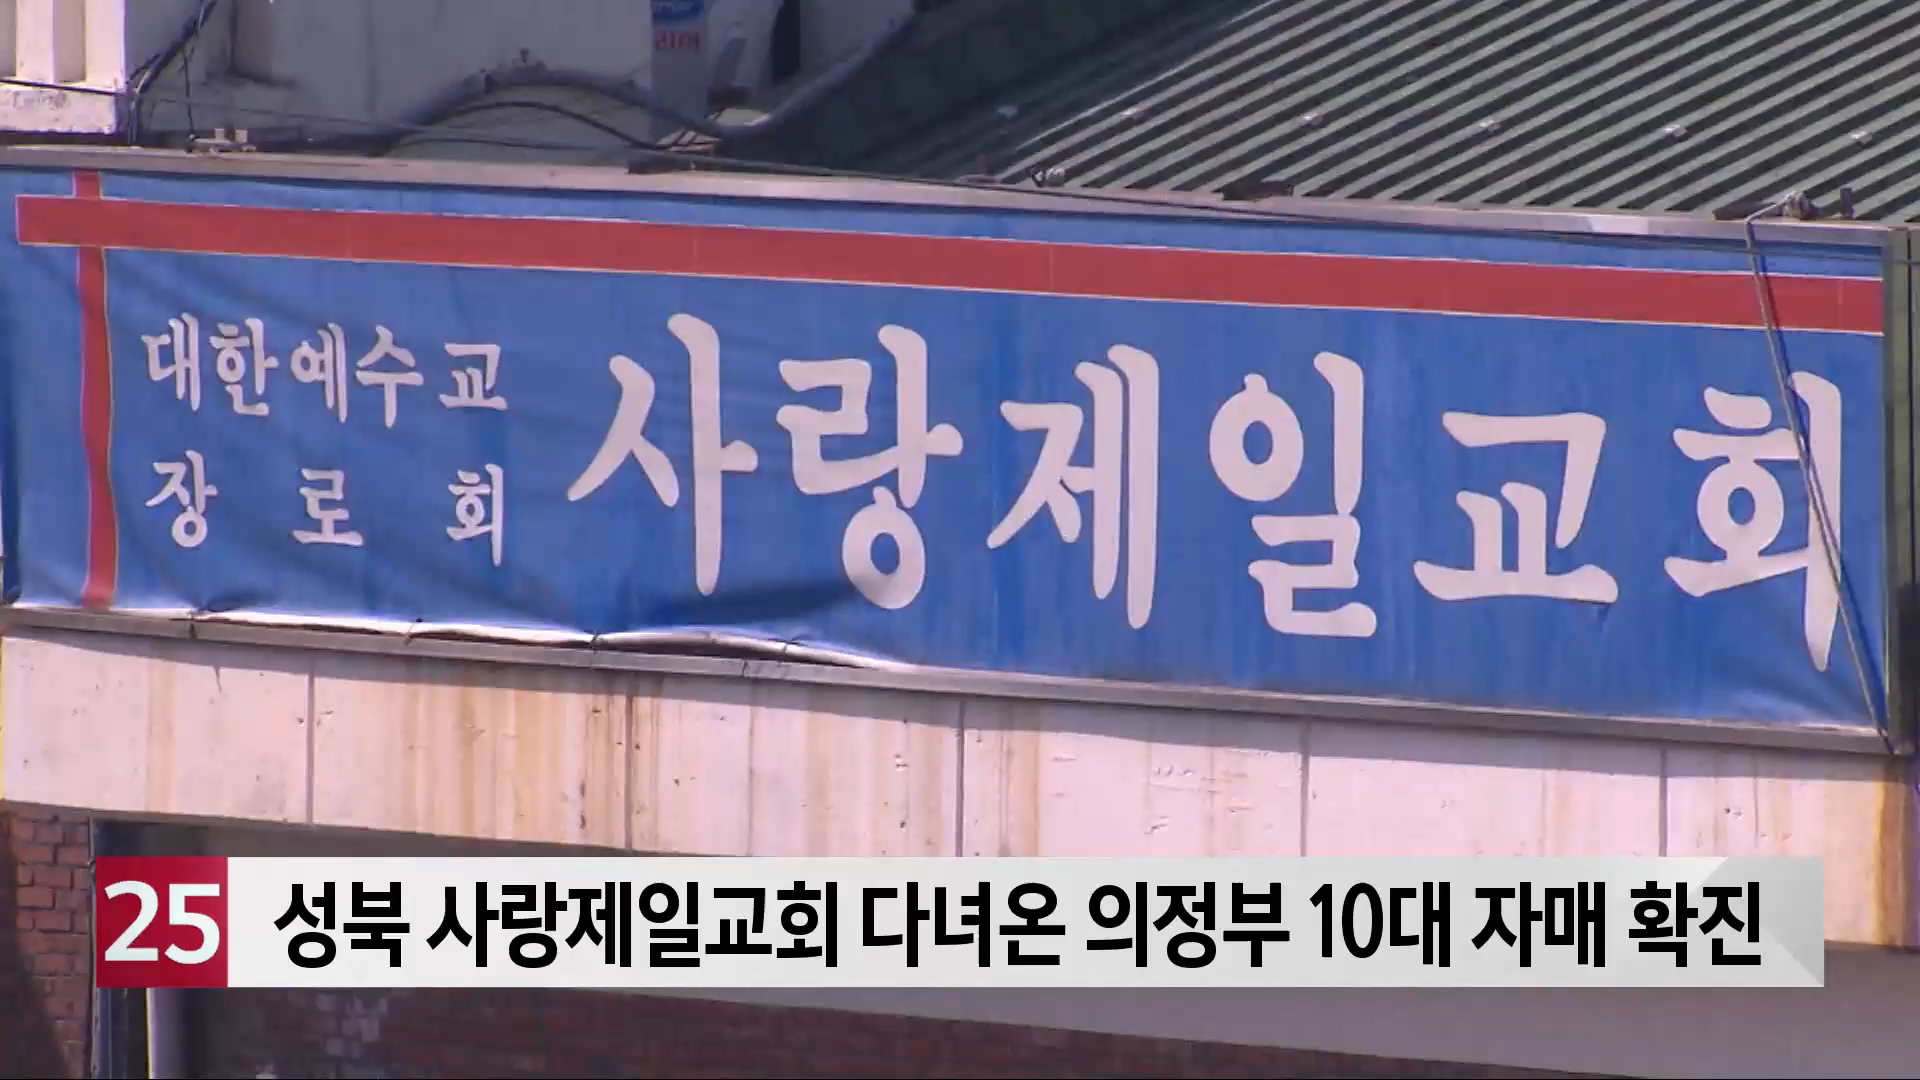 대한예수교
장로회
사랑제일교회
25
성북 사랑제일교회 다녀온 의정부 10대 자매 확진